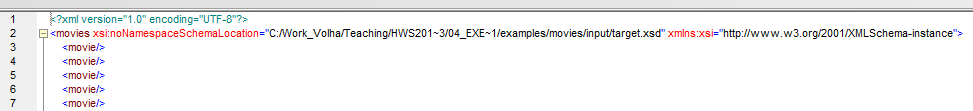 1 <?xml version="1.0" encoding="UTF-8"?>
2 <movies xsi:noNamespaceSchemaLocation="C:/Work_Volha/Teaching/HWS201~3/04_EXE~1/examples/movies/input/target.xsd" xmlns:xsi="http://www.w3.org/2001/XMLSchema-instance">
3 <movie/>
4 <movie/>
5 <movie/>
6 <movie/>
7 <movie/>